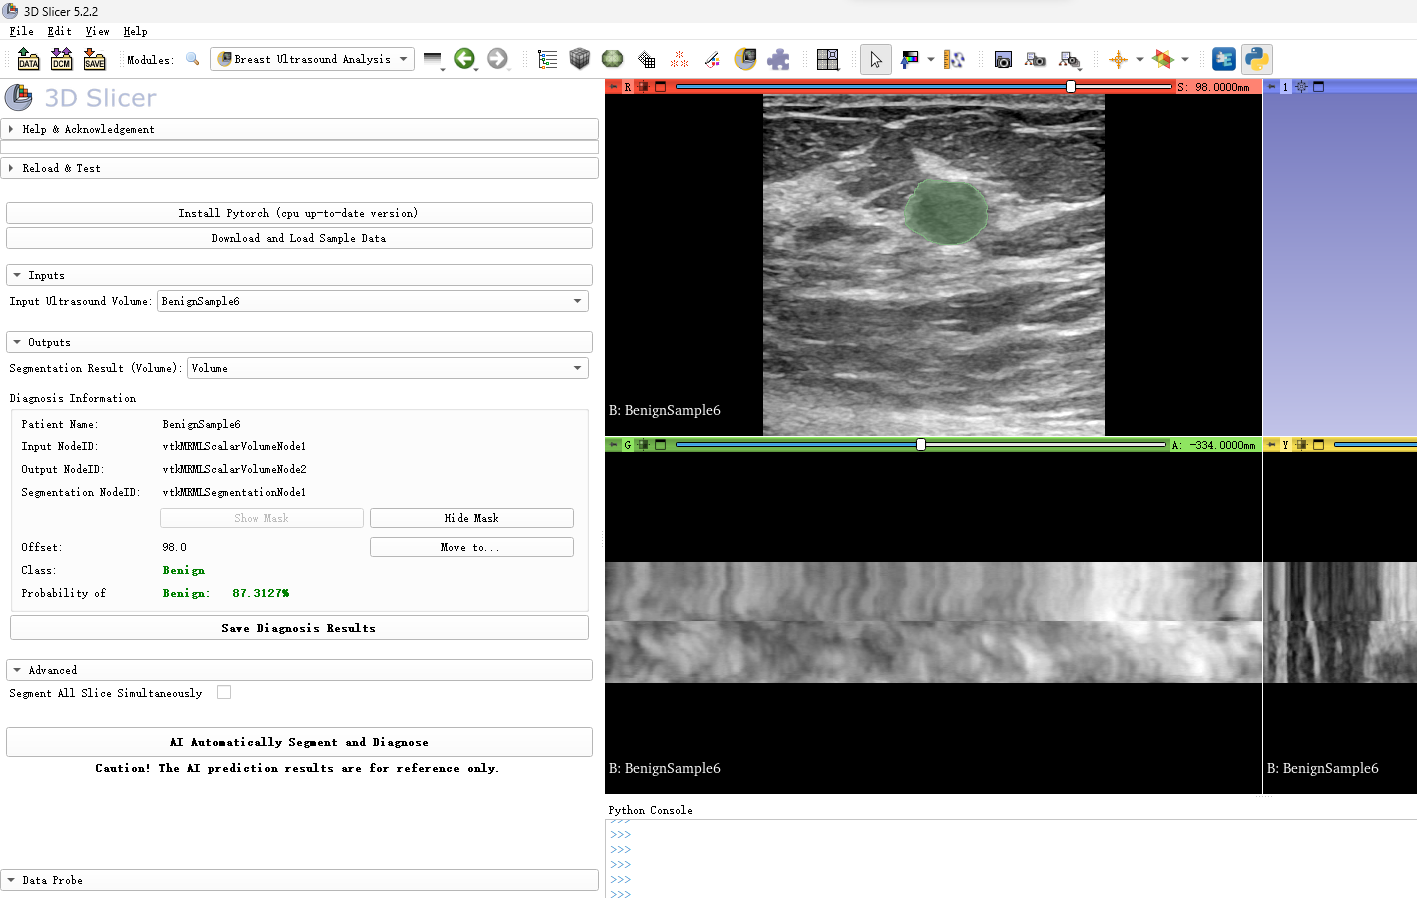 3D Slicer 5.2.2
File Edit View Help
DATA DCM SAVE Modules: Breast Ultrasound Analysis
3D Slicer
Help & Acknowledgement
Reload & Test
Install Pytorch (cpu up-to-date version)
Download and Load Sample Data
Inputs
Input Ultrasound Volume: BenignSample6
Outputs
Segmentation Result (Volume): Volume
Diagnosis Information
Patient Name: BenignSample6
Input NodeID: vtkMRMLScalarVolumeNode1
Output NodeID: vtkMRMLScalarVolumeNode2
Segmentation NodeID: vtkMRMLSegmentationNode1
Show Mask Hide Mask
Offset: 98.0 Move to...
Class: Benign
Probability of Benign: 87.3127%
Save Diagnosis Results
Advanced
Segment All Slice Simultaneously
AI Automatically Segment and Diagnose
Caution! The AI prediction results are for reference only.
Data Probe
R S: 98.0000mm
B: BenignSample6
1
G A: -334.0000mm
B: BenignSample6
Y
B: BenignSample6
Python Console
>>>
>>>
>>>
>>>
>>>
>>>